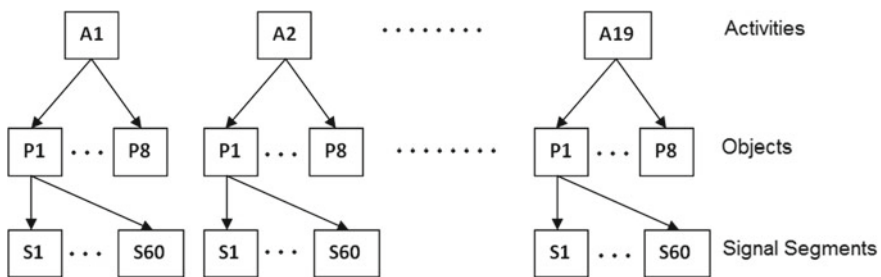 A1 A2 ........ A19 Activities
P1 ... P8 P1 ... P8 ........ P1 ... P8 Objects
S1 ... S60 S1 ... S60 S1 ... S60 Signal Segments